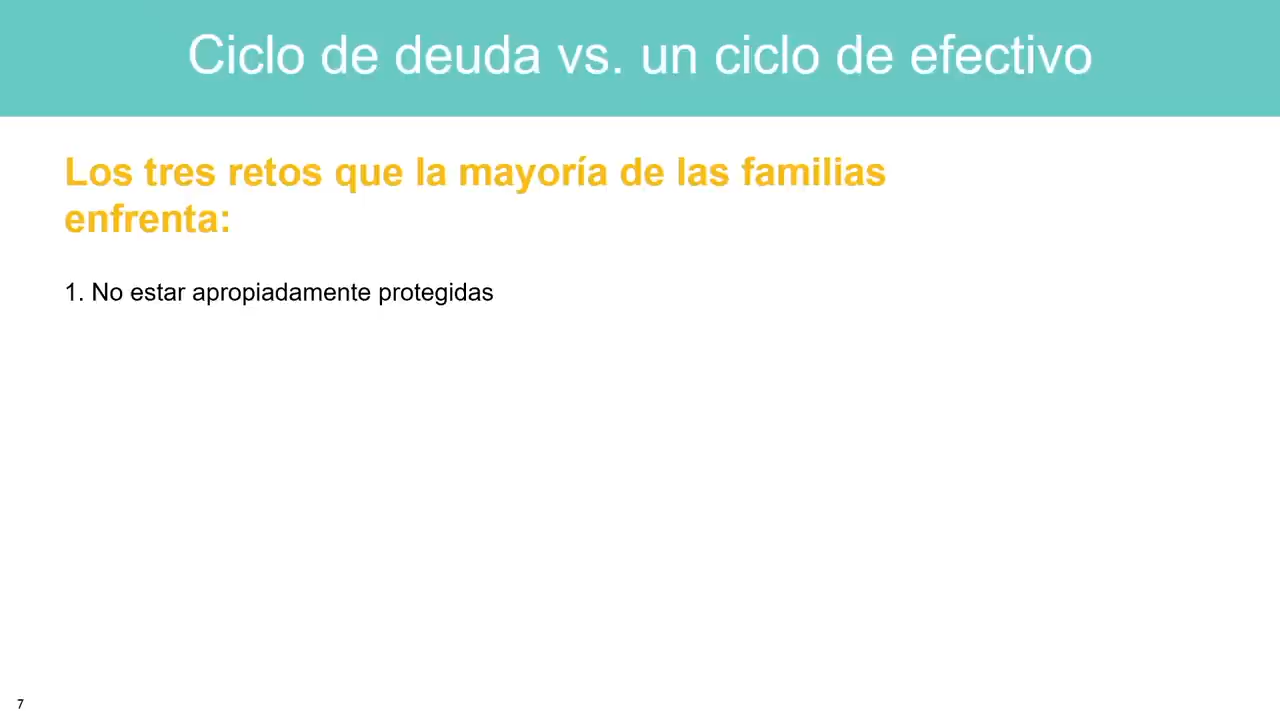 Ciclo de deuda vs. un ciclo de efectivo
Los tres retos que la mayoría de las familias
enfrenta:
1. No estar apropiadamente protegidas
7